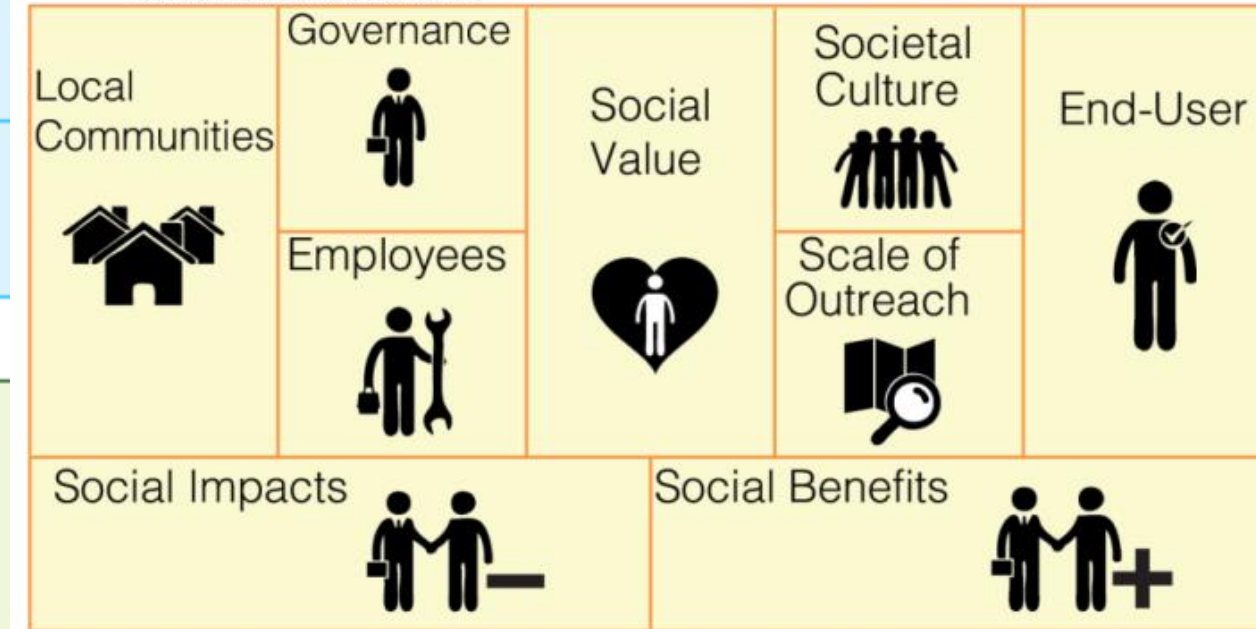 Local
Communities
Governance
Employees
Social
Value
Societal
Culture
Scale of
Outreach
End-User
Social Impacts
Social Benefits